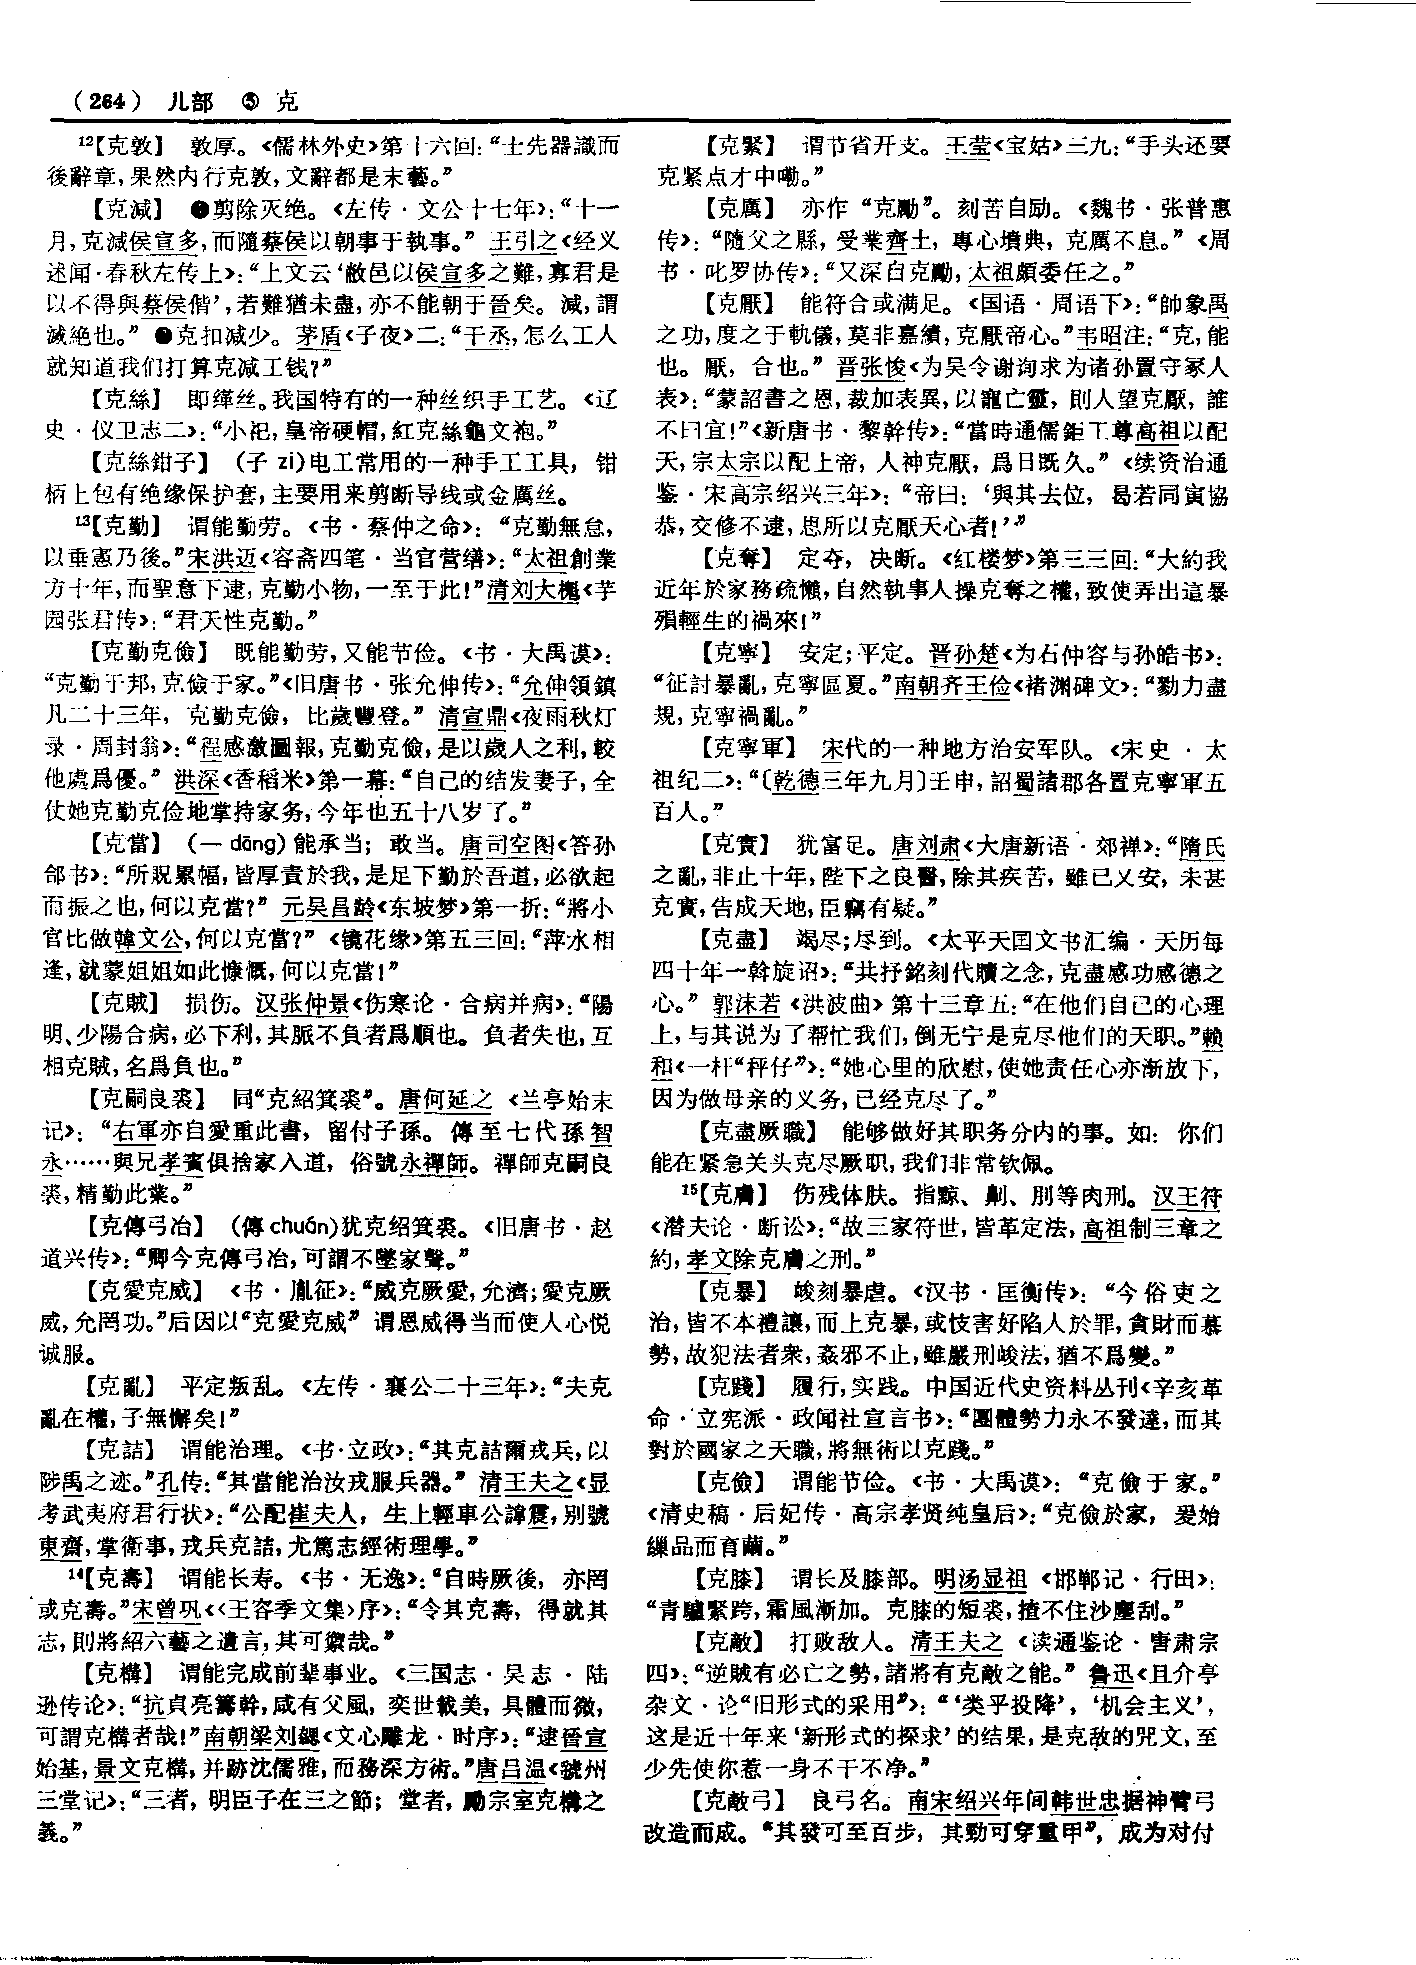 (264) 儿部 ⑤ 克
¹²【克敦】 敦厚。《儒林外史》第十六回：“士先器識而
後辭章，果然内行克敦，文辭都是末藝。”
【克減】 ❶剪除灭绝。《左传·文公十七年》：“十一
月，克減侯宣多，而隨蔡侯以朝事于執事。” 王引之《经义
述闻·春秋左传上》：“上文云‘敝邑以侯宣多之難，寡君是
以不得與蔡侯偕’，若難猶未盡，亦不能朝于晉矣。減，謂
滅絶也。” ❷克扣减少。茅盾《子夜》二：“干丞，怎么工人
就知道我们打算克减工钱？”
【克絲】 即缂丝。我国特有的一种丝织手工艺。《辽
史·仪卫志二》：“小祀，皇帝硬帽，紅克絲龜文袍。”
【克絲鉗子】 (子 zi)电工常用的一种手工工具，钳
柄上包有绝缘保护套，主要用来剪断导线或金属丝。
¹³【克勤】 谓能勤劳。《书·蔡仲之命》：“克勤無怠，
以垂憲乃後。”宋洪迈《容斋四笔·当官营缮》：“太祖創業
方十年，而聖意下逮，克勤小物，一至于此！”清刘大櫆《芋
园张君传》：“君天性克勤。”
【克勤克儉】 既能勤劳，又能节俭。《书·大禹谟》：
“克勤于邦，克儉于家。”《旧唐书·张允伸传》：“允伸領鎮
凡二十三年，克勤克儉，比歲豐登。” 清宣鼎《夜雨秋灯
录·周封翁》：“程感激圖報，克勤克儉，是以歲人之利，較
他處爲優。” 洪深《香稻米》第一幕：“自己的结发妻子，全
仗她克勤克俭地掌持家务，今年也五十八岁了。”
【克當】 (— dāng)能承当；敢当。唐司空图《答孙
郃书》：“所貺累幅，皆厚責於我，是足下勤於吾道，必欲起
而振之也，何以克當？” 元吴昌龄《东坡梦》第一折：“將小
官比做韓文公，何以克當？” 《镜花缘》第五三回：“萍水相
逢，就蒙姐姐如此慷慨，何以克當！”
【克賊】 损伤。汉张仲景《伤寒论·合病并病》：“陽
明、少陽合病，必下利，其脈不負者爲順也。負者失也，互
相克賊，名爲負也。”
【克嗣良裘】 同“克紹箕裘”。唐何延之《兰亭始末
记》：“右軍亦自愛重此書，留付子孫。傳至七代孫智
永……與兄孝賓俱捨家入道，俗號永禪師。禪師克嗣良
裘，精勤此業。”
【克傳弓冶】 (傳 chuán)犹克绍箕裘。《旧唐书·赵
道兴传》：“卿今克傳弓冶，可謂不墜家聲。”
【克愛克威】 《书·胤征》：“威克厥愛，允濟；愛克厥
威，允罔功。”后因以“克愛克威” 谓恩威得当而使人心悦
诚服。
【克亂】 平定叛乱。《左传·襄公二十三年》：“夫克
亂在權，子無懈矣！”
【克詰】 谓能治理。《书·立政》：“其克詰爾戎兵，以
陟禹之迹。”孔传：“其當能治汝戎服兵器。” 清王夫之《显
考武夷府君行状》：“公配崔夫人，生上輕車公諱震，别號
東齋，掌衛事，戎兵克詰，尤篤志經術理學。”
¹⁴【克壽】 谓能长寿。《书·无逸》：“自時厥後，亦罔
或克壽。”宋曾巩《〈王容季文集〉序》：“令其克壽，得就其
志，則將紹六藝之遺言，其可禦哉。”
【克構】 谓能完成前辈事业。《三国志·吴志·陆
逊传论》：“抗貞亮籌幹，咸有父風，奕世載美，具體而微，
可謂克構者哉！”南朝梁刘勰《文心雕龙·时序》：“逮晉宣
始基，景文克構，并跡沈儒雅，而務深方術。”唐吕温《虢州
三堂记》：“三者，明臣子在三之節；堂者，勵宗室克構之
義。”
【克緊】 谓节省开支。王莹《宝姑》三九：“手头还要
克紧点才中嘞。”
【克厲】 亦作“克勵”。刻苦自励。《魏书·张普惠
传》：“隨父之縣，受業齊土，專心墳典，克厲不息。”《周
书·叱罗协传》：“又深自克勵，太祖頗委任之。”
【克厭】 能符合或满足。《国语·周语下》：“帥象禹
之功，度之于軌儀，莫非嘉績，克厭帝心。”韦昭注：“克，能
也。厭，合也。” 晋张悛《为吴令谢询求为诸孙置守冢人
表》：“蒙詔書之恩，裁加表異，以寵亡靈，則人望克厭，誰
不曰宜！”《新唐书·黎幹传》：“當時通儒鉅工尊高祖以配
天，宗太宗以配上帝，人神克厭，爲日既久。” 《续资治通
鉴·宋高宗绍兴三年》：“帝曰：‘與其去位，曷若同寅協
恭，交修不逮，思所以克厭天心者！’”
【克奪】 定夺，决断。《红楼梦》第三三回：“大約我
近年於家務疏懶，自然執事人操克奪之權，致使弄出這暴
殞輕生的禍來！”
【克寧】 安定；平定。晋孙楚《为石仲容与孙皓书》：
“征討暴亂，克寧區夏。”南朝齐王俭《褚渊碑文》：“勠力盡
規，克寧禍亂。”
【克寧軍】 宋代的一种地方治安军队。《宋史·太
祖纪二》：“〔乾德三年九月〕壬申，詔蜀諸郡各置克寧軍五
百人。”
【克實】 犹富足。唐刘肃《大唐新语·郊禅》：“隋氏
之亂，非止十年，陛下之良醫，除其疾苦，雖已乂安，未甚
克實，告成天地，臣竊有疑。”
【克盡】 竭尽；尽到。《太平天囯文书汇编·天历每
四十年一斡旋诏》：“共抒銘刻代贖之念，克盡感功感德之
心。” 郭沫若《洪波曲》第十三章五：“在他们自己的心理
上，与其说为了帮忙我们，倒无宁是克尽他们的天职。”赖
和《一杆“秤仔”》：“她心里的欣慰，使她责任心亦渐放下，
因为做母亲的义务，已经克尽了。”
【克盡厥職】 能够做好其职务分内的事。如：你们
能在紧急关头克尽厥职，我们非常钦佩。
¹⁵【克膚】 伤残体肤。指黥、劓、刖等肉刑。汉王符
《潜夫论·断讼》：“故三家符世，皆革定法，高祖制三章之
約，孝文除克膚之刑。”
【克暴】 峻刻暴虐。《汉书·匡衡传》：“今俗吏之
治，皆不本禮讓，而上克暴，或忮害好陷人於罪，貪財而慕
勢，故犯法者衆，姦邪不止，雖嚴刑峻法，猶不爲變。”
【克踐】 履行，实践。中国近代史资料丛刊《辛亥革
命·立宪派·政闻社宣言书》：“團體勢力永不發達，而其
對於國家之天職，將無術以克踐。”
【克儉】 谓能节俭。《书·大禹谟》：“克儉于家。”
《清史稿·后妃传·高宗孝贤纯皇后》：“克儉於家，爰始
繅品而育繭。”
【克膝】 谓长及膝部。明汤显祖《邯郸记·行田》：
“青驢緊跨，霜風漸加。克膝的短裘，揸不住沙塵刮。”
【克敵】 打败敌人。清王夫之《读通鉴论·唐肃宗
四》：“逆賊有必亡之勢，諸將有克敵之能。” 鲁迅《且介亭
杂文·论“旧形式的采用”》：“‘类乎投降’，‘机会主义’，
这是近十年来‘新形式的探求’的结果，是克敌的咒文，至
少先使你惹一身不干不净。”
【克敵弓】 良弓名。南宋绍兴年间韩世忠据神臂弓
改造而成。“其發可至百步，其勁可穿重甲”，成为对付